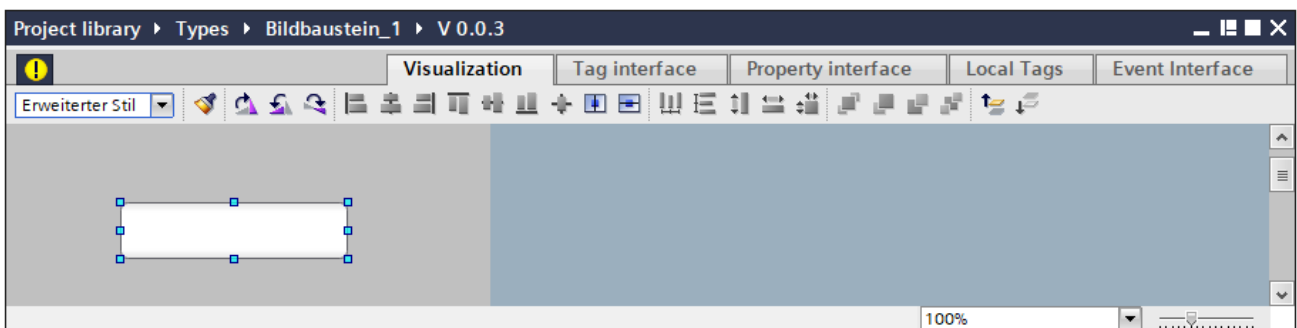 Project library ▸ Types ▸ Bildbaustein_1 ▸ V 0.0.3
Visualization Tag interface Property interface Local Tags Event Interface
Erweiterter Stil
100%